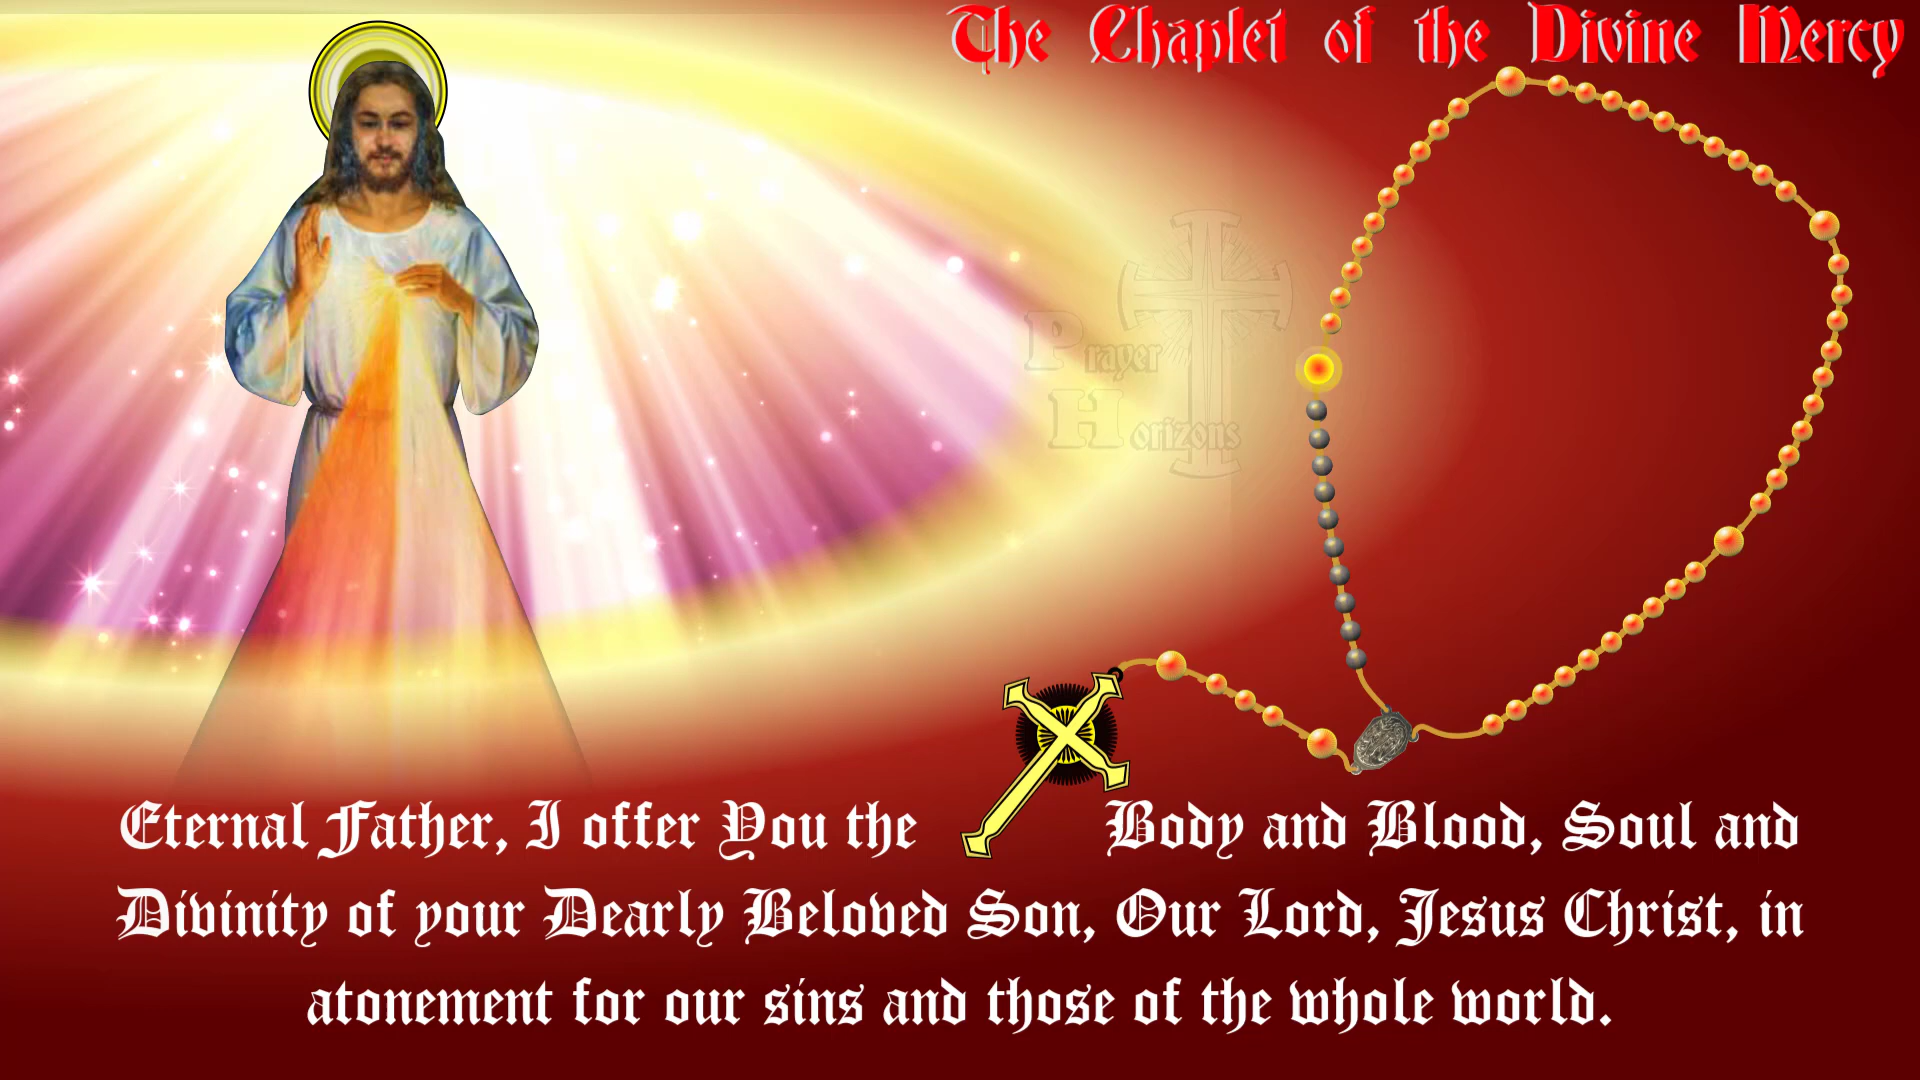 The Chaplet of the Divine Mercy
Prayer
Horizons
Eternal Father, I offer You the Body and Blood, Soul and
Divinity of your Dearly Beloved Son, Our Lord, Jesus Christ, in
atonement for our sins and those of the whole world.